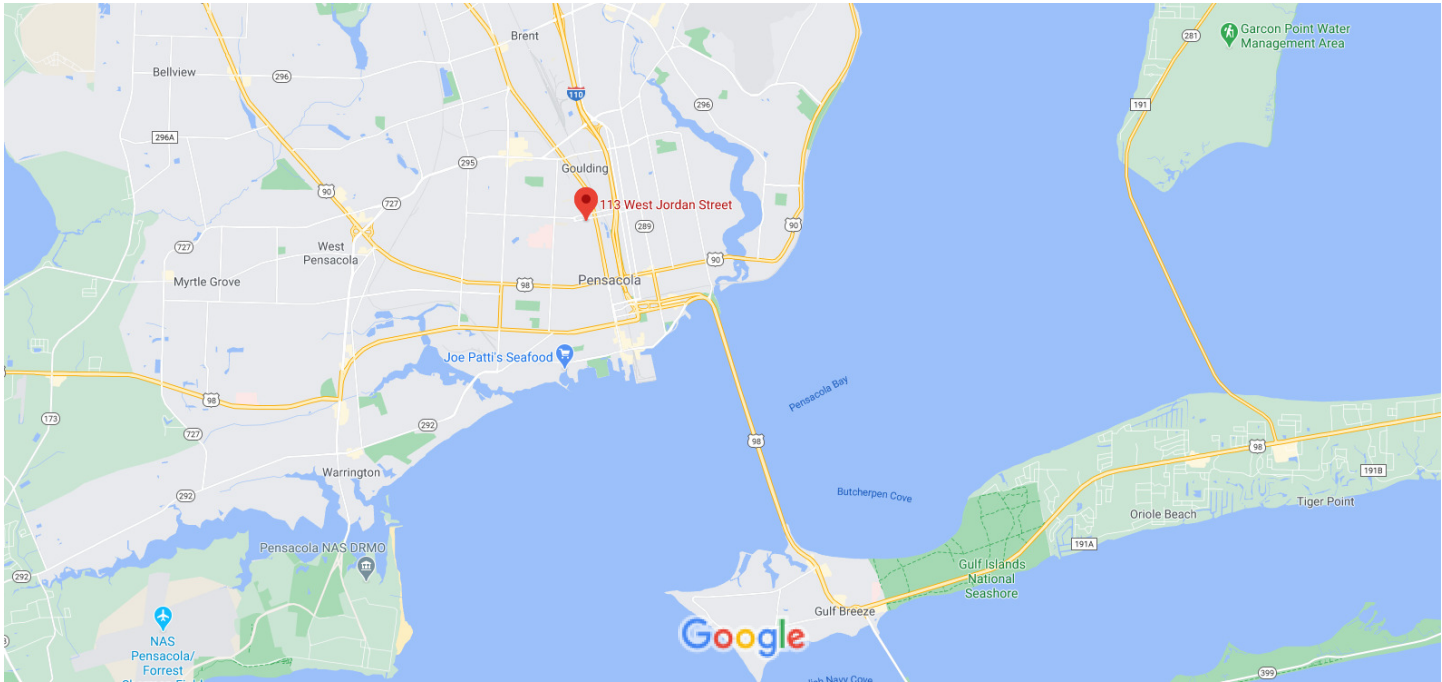 Brent
Garcon Point Water
Management Area
281
Bellview
296
110
191
296
296A
295
Goulding
90
727
113 West Jordan Street
289
90
West
Pensacola
727
90
Myrtle Grove
98
Pensacola
Joe Patti's Seafood
Pensacola Bay
98
173
292
727
98
98
191B
Warrington
Butcherpen Cove
292
Tiger Point
Oriole Beach
191A
Pensacola NAS DRMO
Gulf Islands
National
Seashore
292
Gulf Breeze
Google
NAS
Pensacola/
Forrest
399
Navy Cove